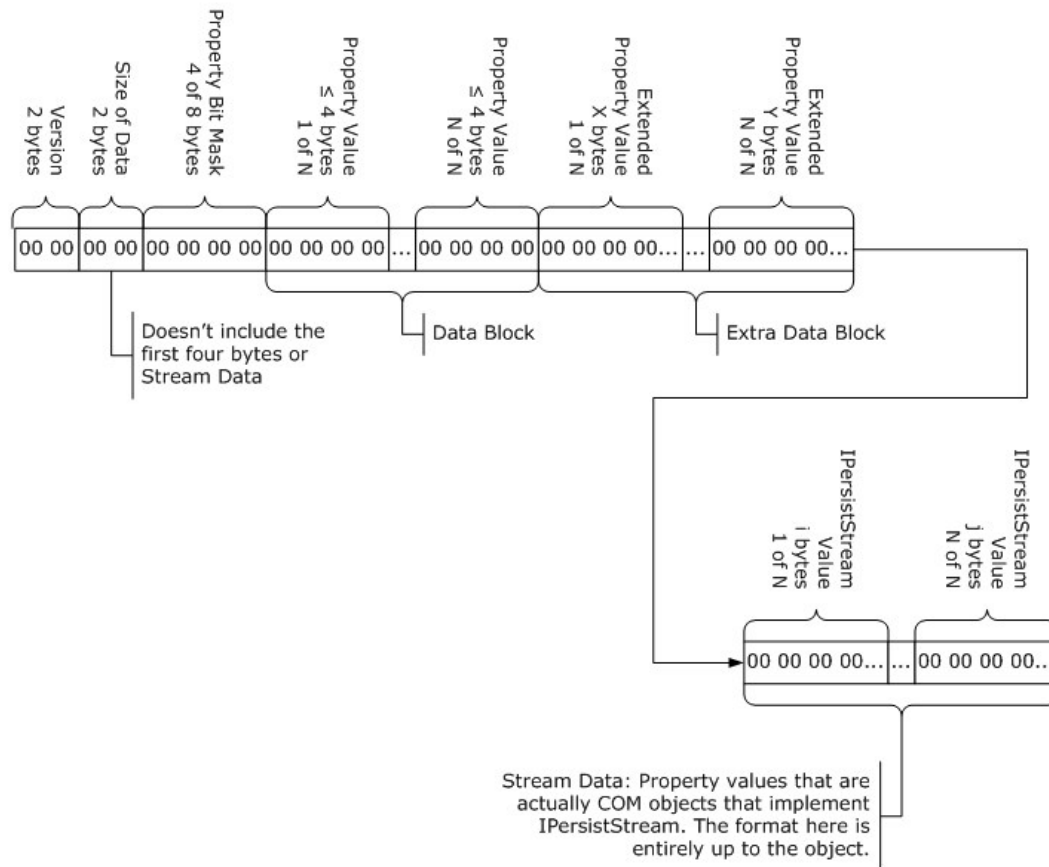 Version
2 bytes
Size of Data
2 bytes
Property Bit Mask
4 of 8 bytes
Property Value
≤ 4 bytes
1 of N
Property Value
≤ 4 bytes
N of N
Extended
Property Value
X bytes
1 of N
Extended
Property Value
Y bytes
N of N
00 00 00 00 00 00 00 00 00 00 00 00 ... 00 00 00 00 00 00 00 00... ... 00 00 00 00...
Doesn't include the
first four bytes or
Stream Data
Data Block
Extra Data Block
IPersistStream
Value
i bytes
1 of N
IPersistStream
Value
j bytes
N of N
00 00 00 00... ... 00 00 00 00...
Stream Data: Property values that are
actually COM objects that implement
IPersistStream. The format here is
entirely up to the object.